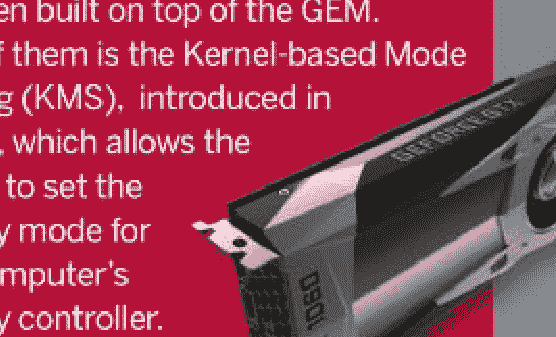 en built on top of the GEM.
f them is the Kernel-based Mode
g (KMS), introduced in
, which allows the
to set the
y mode for
mputer's
y controller.
GEFORCE GTX
1060